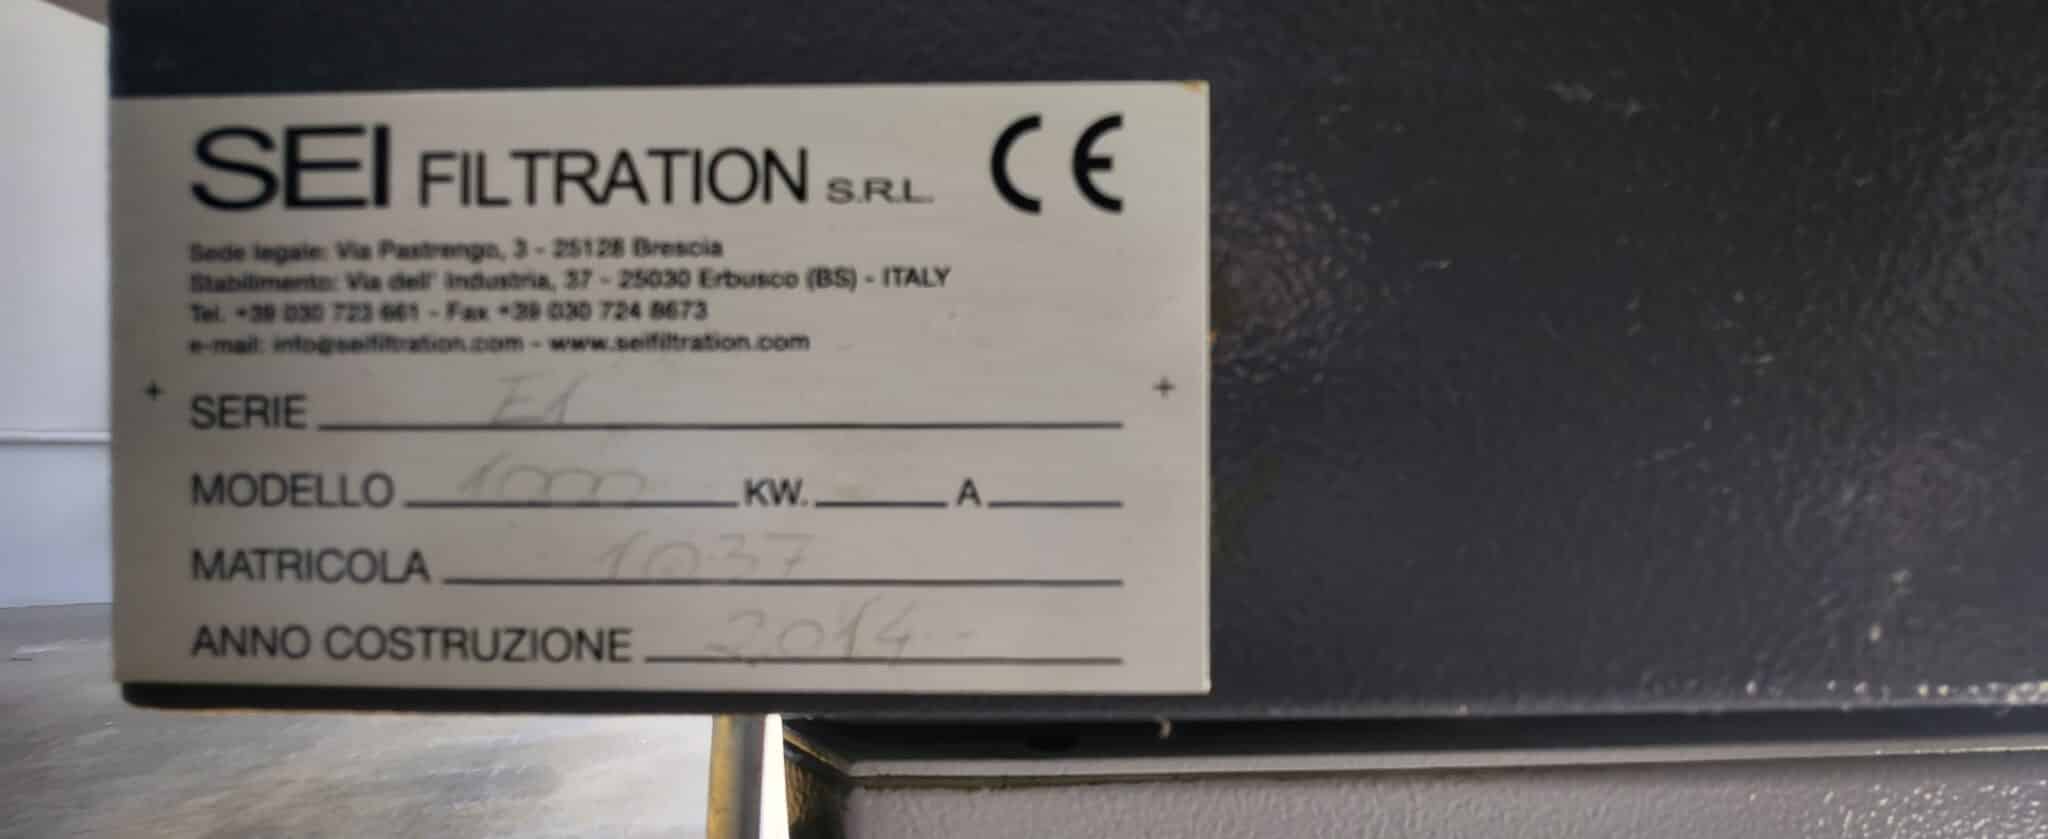 SEI FILTRATION S.R.L. CE
Sede legale: Via Pastrengo, 3 - 25128 Brescia
Stabilimento: Via dell' Industria, 37 - 25030 Erbusco (BS) - ITALY
Tel. +39 030 723 661 - Fax +39 030 724 8673
e-mail: info@seifiltration.com - www.seifiltration.com
SERIE E1
MODELLO 1000 KW. A
MATRICOLA 1037
ANNO COSTRUZIONE 2014